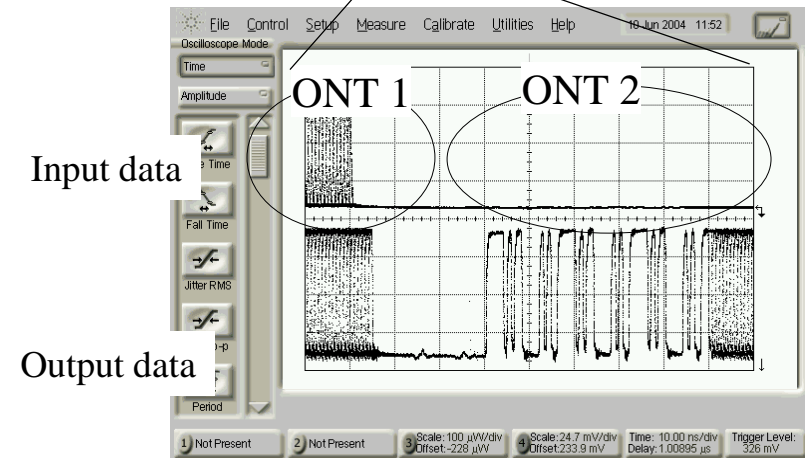 File Control Setup Measure Calibrate Utilities Help 10 Jun 2004 11:52
Oscilloscope Mode
Time
Amplitude
ONT 1 ONT 2
Input data
Time
Fall Time
Jitter RMS
-p
Output data
Period
1) Not Present
2) Not Present
3) Scale: 100 µW/div
Offset:-228 µW
4) Scale:24.7 mV/div
Offset:233.9 mV
Time: 10.00 ns/div
Delay:1.00895 µs
Trigger Level:
326 mV